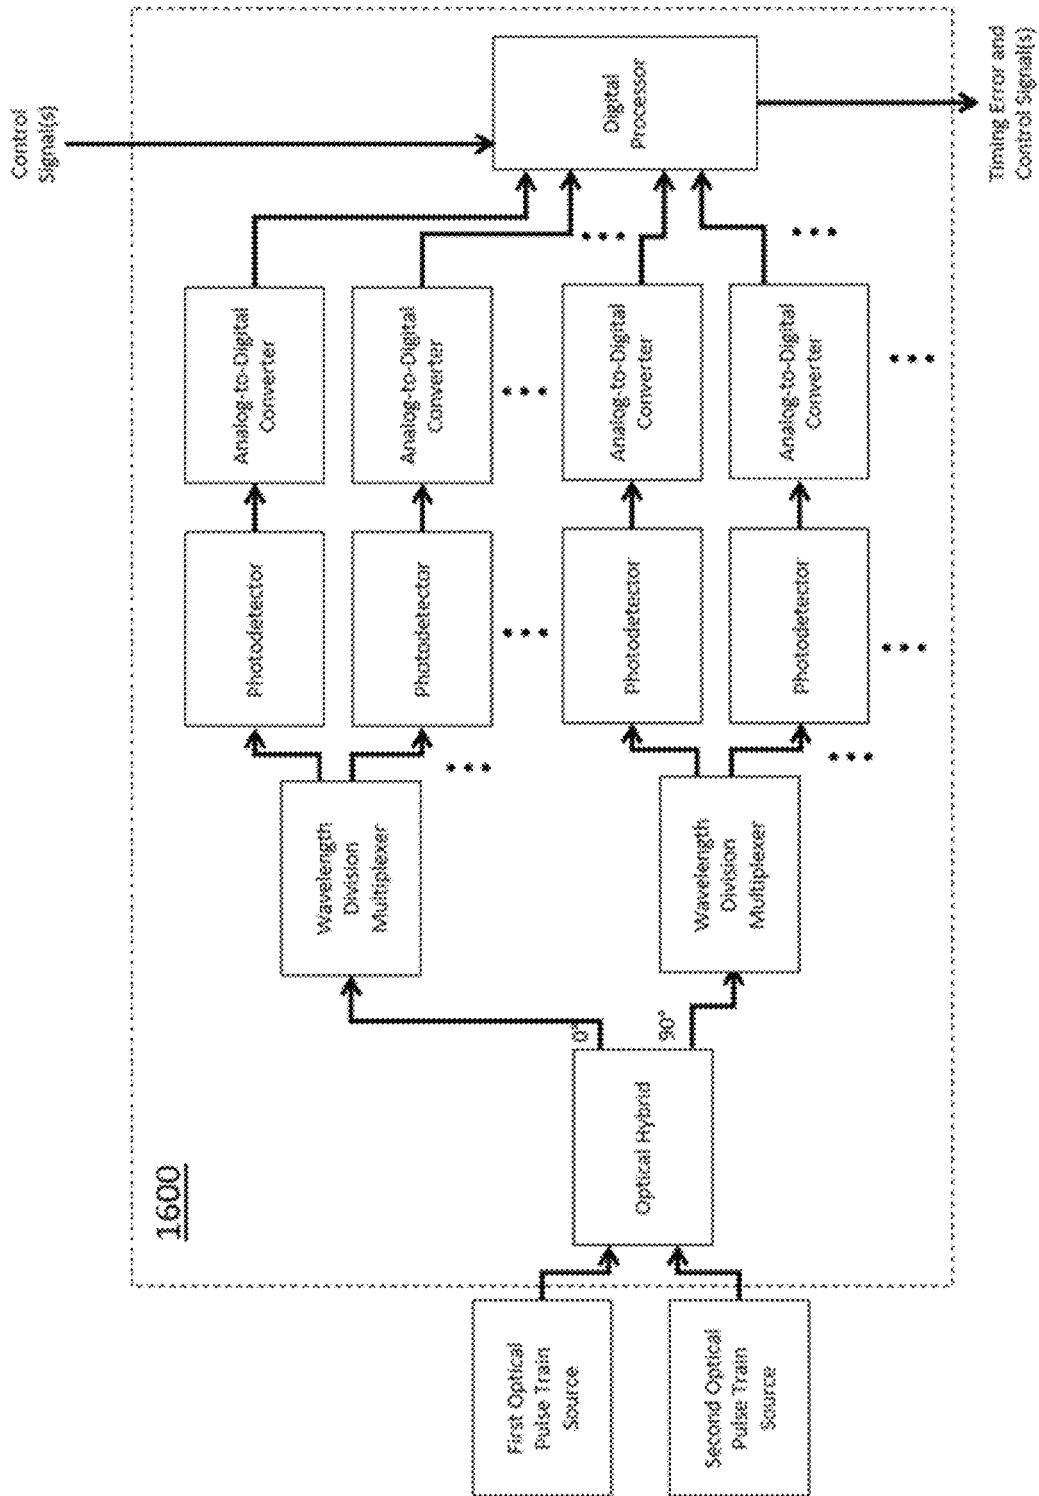 1600
First Optical
Pulse Train
Source
Second Optical
Pulse Train
Source
Optical Hybrid
0°
90°
Wavelength
Division
Multiplexer
Wavelength
Division
Multiplexer
Photodetector
Photodetector
Photodetector
Photodetector
Analog-to-Digital
Converter
Analog-to-Digital
Converter
Analog-to-Digital
Converter
Analog-to-Digital
Converter
Digital
Processor
Control
Signal(s)
Timing Error and
Control Signal(s)